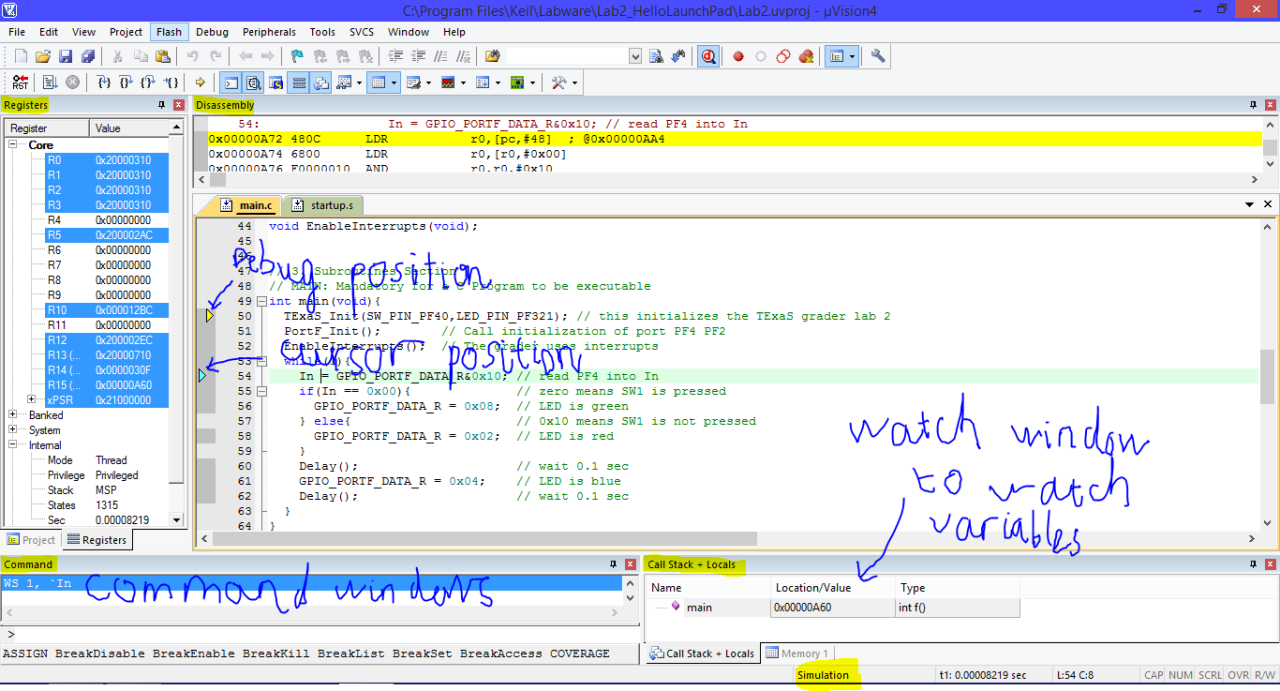 C:\Program Files\Keil\Labware\Lab2_HelloLaunchPad\Lab2.uvproj - µVision4
File Edit View Project Flash Debug Peripherals Tools SVCS Window Help
RST
Registers
Register Value
Core
R0 0x20000310
R1 0x20000310
R2 0x20000310
R3 0x20000310
R4 0x00000000
R5 0x200002AC
R6 0x00000000
R7 0x00000000
R8 0x00000000
R9 0x00000000
R10 0x000012BC
R11 0x00000000
R12 0x200002EC
R13 (... 0x20000710
R14 (... 0x0000030F
R15 (... 0x00000A60
xPSR 0x21000000
Banked
System
Internal
Mode Thread
Privilege Privileged
Stack MSP
States 1315
Sec 0.00008219
Project Registers
Disassembly
54: In = GPIO_PORTF_DATA_R&0x10; // read PF4 into In
0x00000A72 480C LDR r0,[pc,#48] ; @0x00000AA4
0x00000A74 6800 LDR r0,[r0,#0x00]
0x00000A76 F0000010 AND r0,r0,#0x10
main.c startup.s
44 void EnableInterrupts(void);
45
46
47 // 3. Subroutines Section
48 // MAIN: Mandatory for a C Program to be executable
49 int main(void){
50 TExaS_Init(SW_PIN_PF40,LED_PIN_PF321); // this initializes the TExaS grader lab 2
51 PortF_Init(); // Call initialization of port PF4 PF2
52 EnableInterrupts(); // The grader uses interrupts
53 while(1){
54 In = GPIO_PORTF_DATA_R&0x10; // read PF4 into In
55 if(In == 0x00){ // zero means SW1 is pressed
56 GPIO_PORTF_DATA_R = 0x08; // LED is green
57 } else{ // 0x10 means SW1 is not pressed
58 GPIO_PORTF_DATA_R = 0x02; // LED is red
59 }
60 Delay(); // wait 0.1 sec
61 GPIO_PORTF_DATA_R = 0x04; // LED is blue
62 Delay(); // wait 0.1 sec
63 }
64 }
Debug position
cursor position
watch window
to watch
variables
Command
WS 1, `In
command windows
>
ASSIGN BreakDisable BreakEnable BreakKill BreakList BreakSet BreakAccess COVERAGE
Call Stack + Locals
Name Location/Value Type
main 0x00000A60 int f()
Call Stack + Locals Memory 1
Simulation t1: 0.00008219 sec L:54 C:8 CAP NUM SCRL OVR R/W